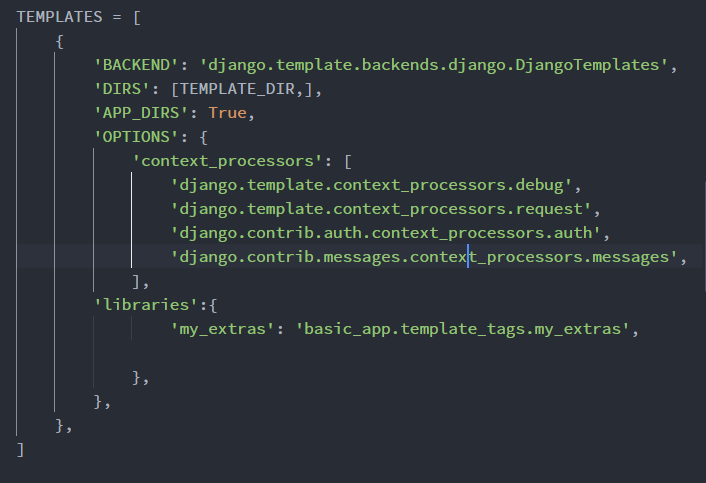 TEMPLATES = [
    {
        'BACKEND': 'django.template.backends.django.DjangoTemplates',
        'DIRS': [TEMPLATE_DIR,],
        'APP_DIRS': True,
        'OPTIONS': {
            'context_processors': [
                'django.template.context_processors.debug',
                'django.template.context_processors.request',
                'django.contrib.auth.context_processors.auth',
                'django.contrib.messages.context_processors.messages',
            ],
        'libraries':{
                'my_extras': 'basic_app.template_tags.my_extras',
            },
        },
    },
]